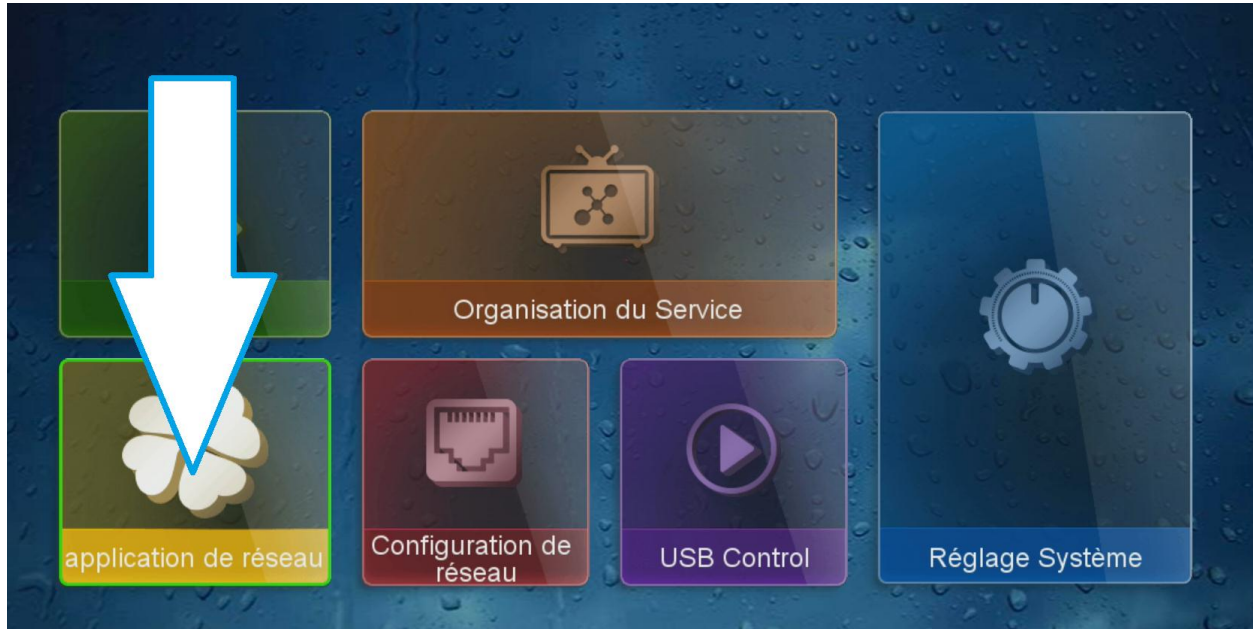 Organisation du Service
application de réseau
Configuration de
réseau
USB Control
Réglage Système